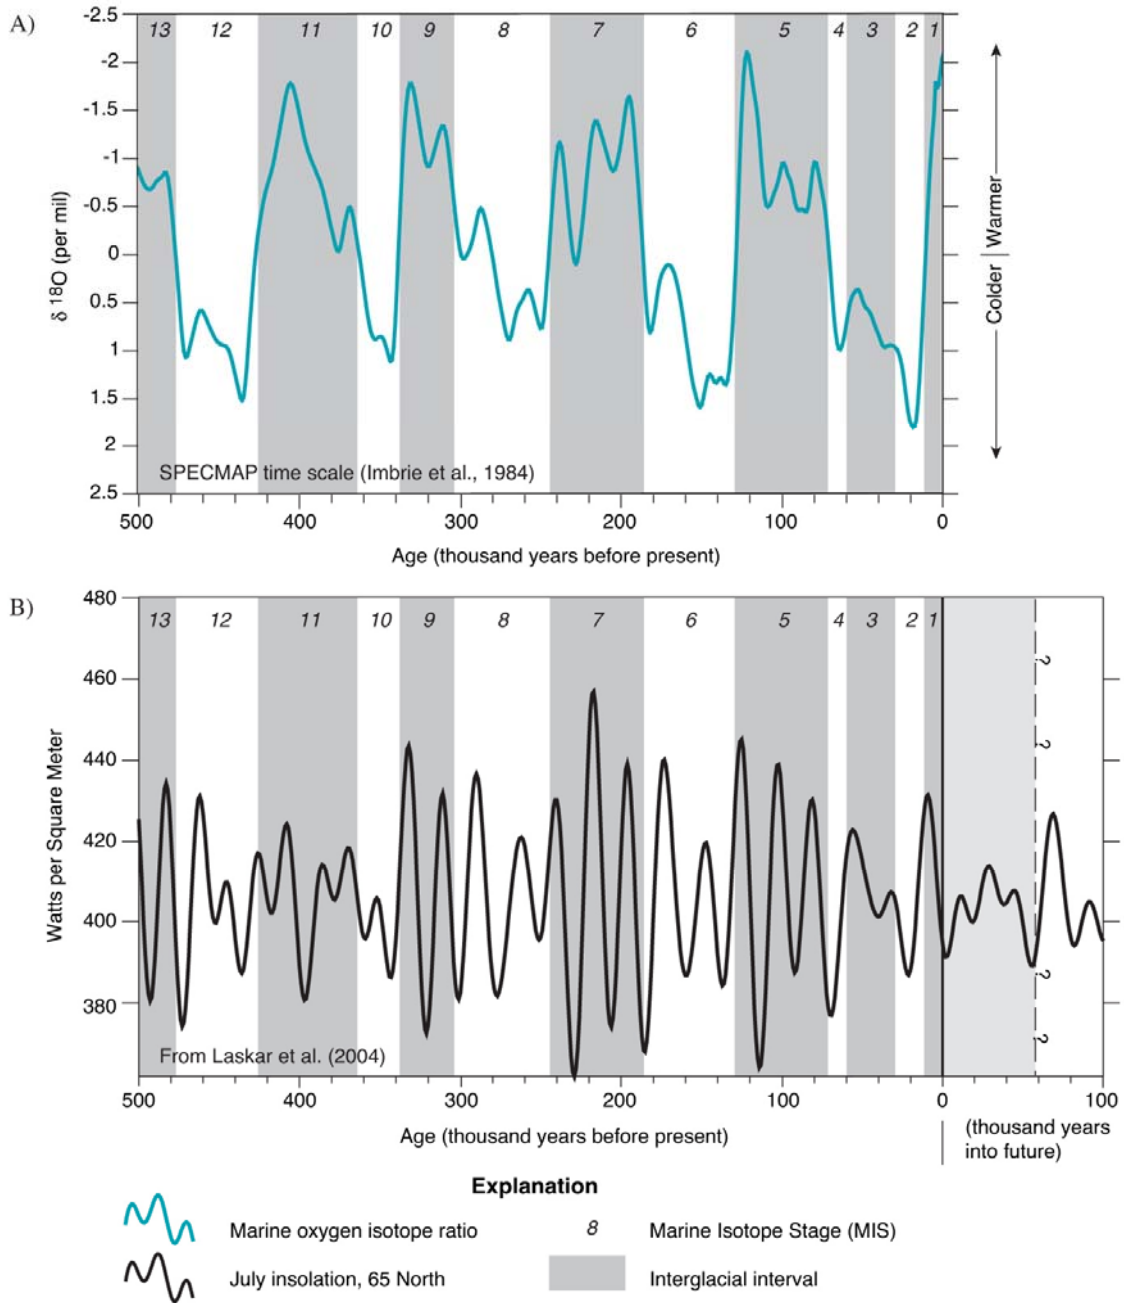 A)
13 12 11 10 9 8 7 6 5 4 3 2 1
-2.5
-2
-1.5
-1
-0.5
0
0.5
1
1.5
2
2.5
δ 18O (per mil)
Colder Warmer
SPECMAP time scale (Imbrie et al., 1984)
500 400 300 200 100 0
Age (thousand years before present)
B)
13 12 11 10 9 8 7 6 5 4 3 2 1
480
460
440
420
400
380
Watts per Square Meter
?
?
?
?
From Laskar et al. (2004)
500 400 300 200 100 0 100
Age (thousand years before present)
(thousand years
into future)
Explanation
Marine oxygen isotope ratio
8 Marine Isotope Stage (MIS)
July insolation, 65 North
Interglacial interval